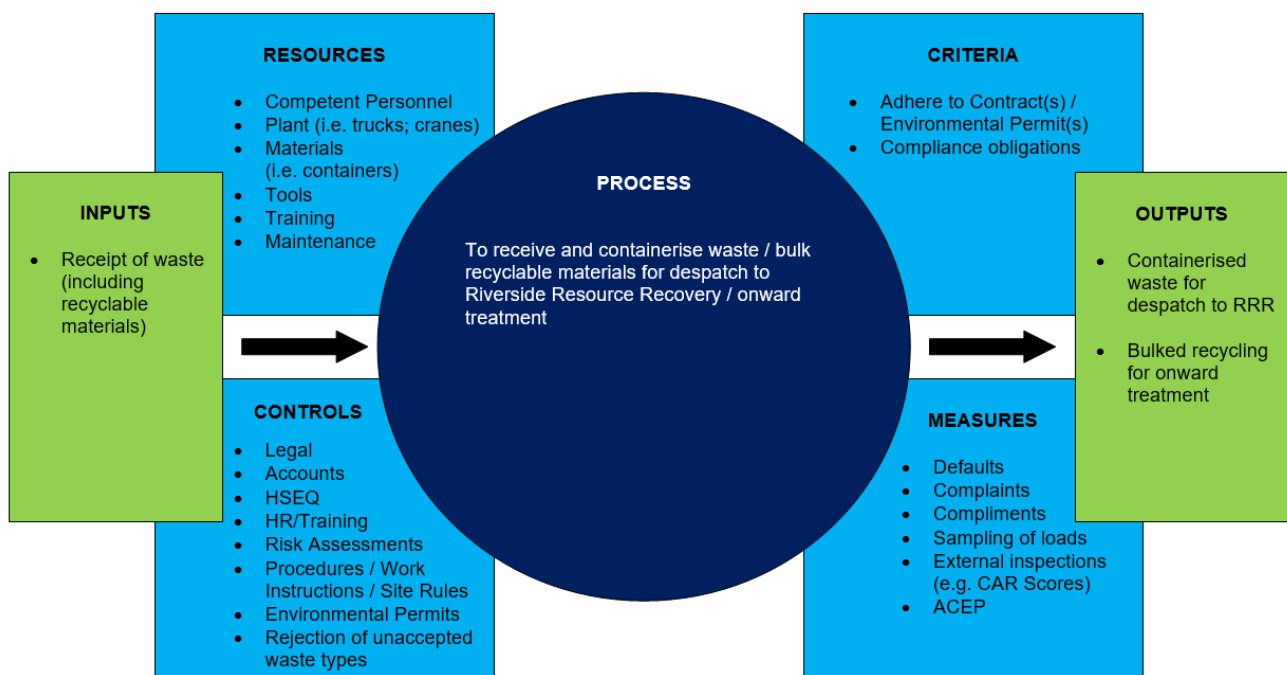 INPUTS
• Receipt of waste
(including
recyclable
materials)
RESOURCES
• Competent Personnel
• Plant (i.e. trucks; cranes)
• Materials
(i.e. containers)
• Tools
• Training
• Maintenance
CONTROLS
• Legal
• Accounts
• HSEQ
• HR/Training
• Risk Assessments
• Procedures / Work
Instructions / Site Rules
• Environmental Permits
• Rejection of unaccepted
waste types
PROCESS
To receive and containerise waste / bulk
recyclable materials for despatch to
Riverside Resource Recovery / onward
treatment
CRITERIA
• Adhere to Contract(s) /
Environmental Permit(s)
• Compliance obligations
MEASURES
• Defaults
• Complaints
• Compliments
• Sampling of loads
• External inspections
(e.g. CAR Scores)
• ACEP
OUTPUTS
• Containerised
waste for
despatch to RRR
• Bulked recycling
for onward
treatment